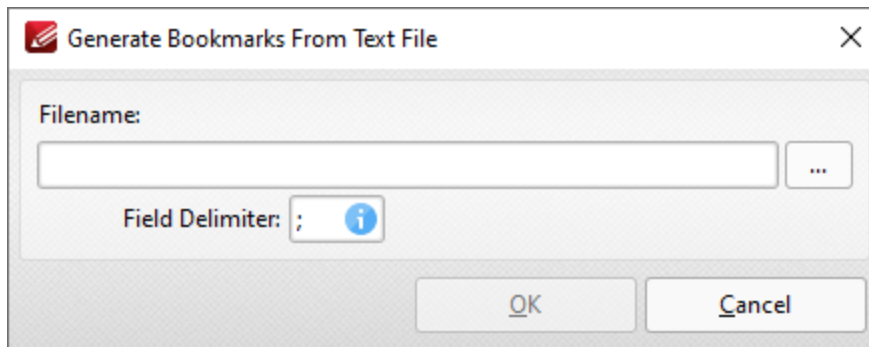 Generate Bookmarks From Text File
Filename:
...
Field Delimiter: ;
OK
Cancel